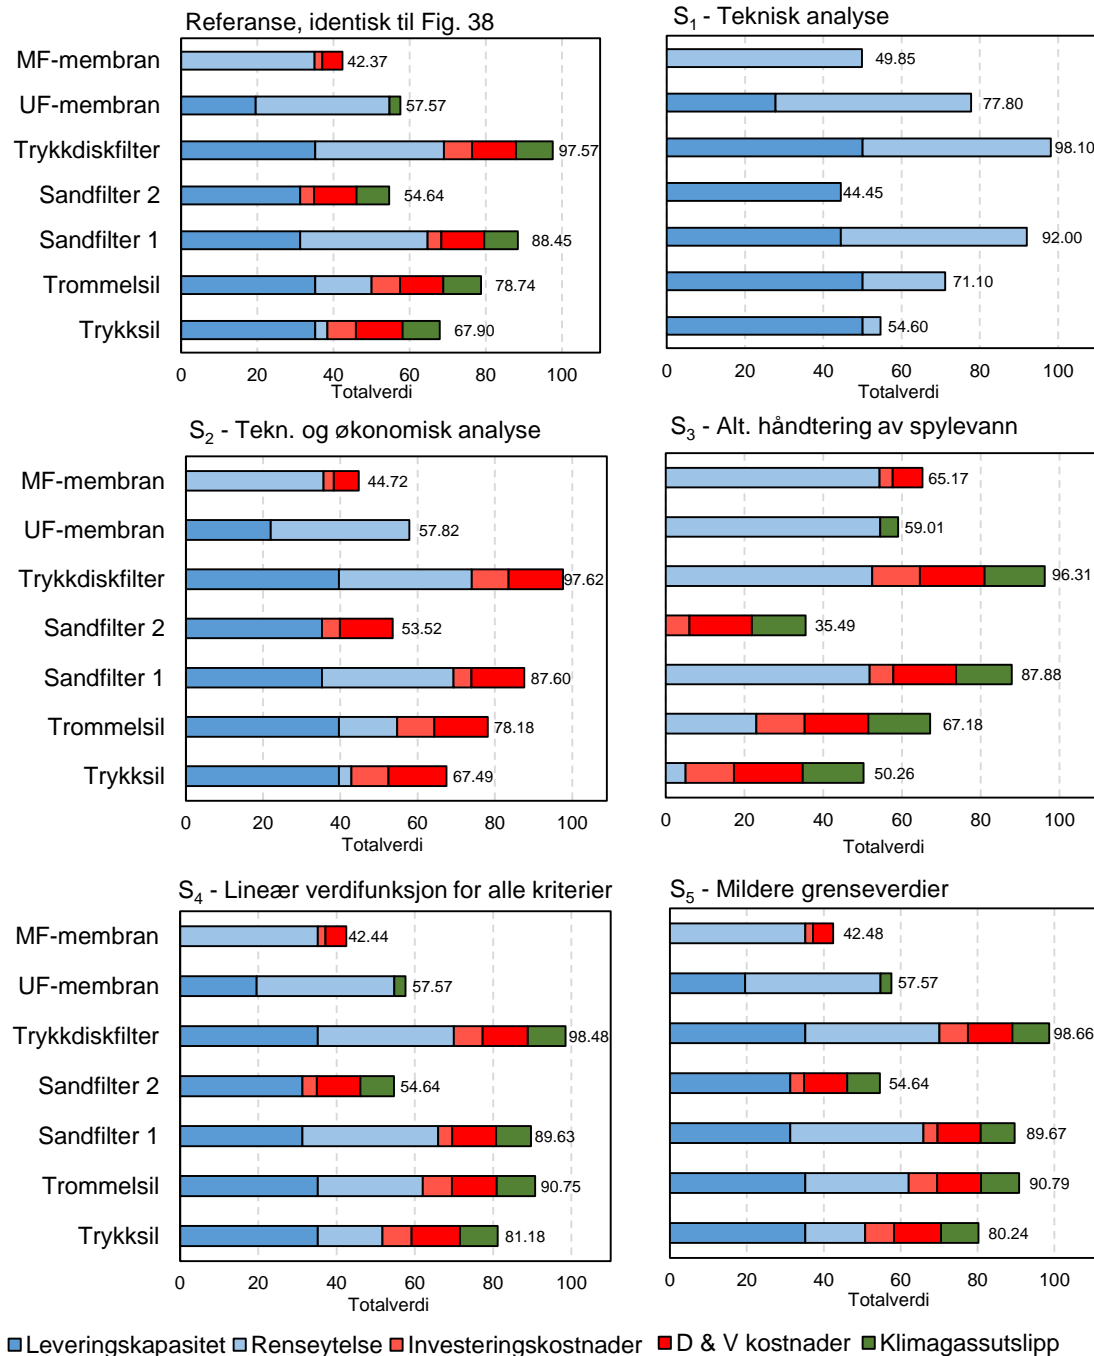 Referanse, identisk til Fig. 38
MF-membran 42.37
UF-membran 57.57
Trykkdiskfilter 97.57
Sandfilter 2 54.64
Sandfilter 1 88.45
Trommelsil 78.74
Trykksil 67.90
0 20 40 60 80 100
Totalverdi
S₁ - Teknisk analyse
49.85
77.80
98.10
44.45
92.00
71.10
54.60
0 20 40 60 80 100
Totalverdi
S₂ - Tekn. og økonomisk analyse
MF-membran 44.72
UF-membran 57.82
Trykkdiskfilter 97.62
Sandfilter 2 53.52
Sandfilter 1 87.60
Trommelsil 78.18
Trykksil 67.49
0 20 40 60 80 100
Totalverdi
S₃ - Alt. håndtering av spylevann
65.17
59.01
96.31
35.49
87.88
67.18
50.26
0 20 40 60 80 100
Totalverdi
S₄ - Lineær verdifunksjon for alle kriterier
MF-membran 42.44
UF-membran 57.57
Trykkdiskfilter 98.48
Sandfilter 2 54.64
Sandfilter 1 89.63
Trommelsil 90.75
Trykksil 81.18
0 20 40 60 80 100
Totalverdi
S₅ - Mildere grenseverdier
42.48
57.57
98.66
54.64
89.67
90.79
80.24
0 20 40 60 80 100
Totalverdi
Leveringskapasitet Renseytelse Investeringskostnader D & V kostnader Klimagassutslipp